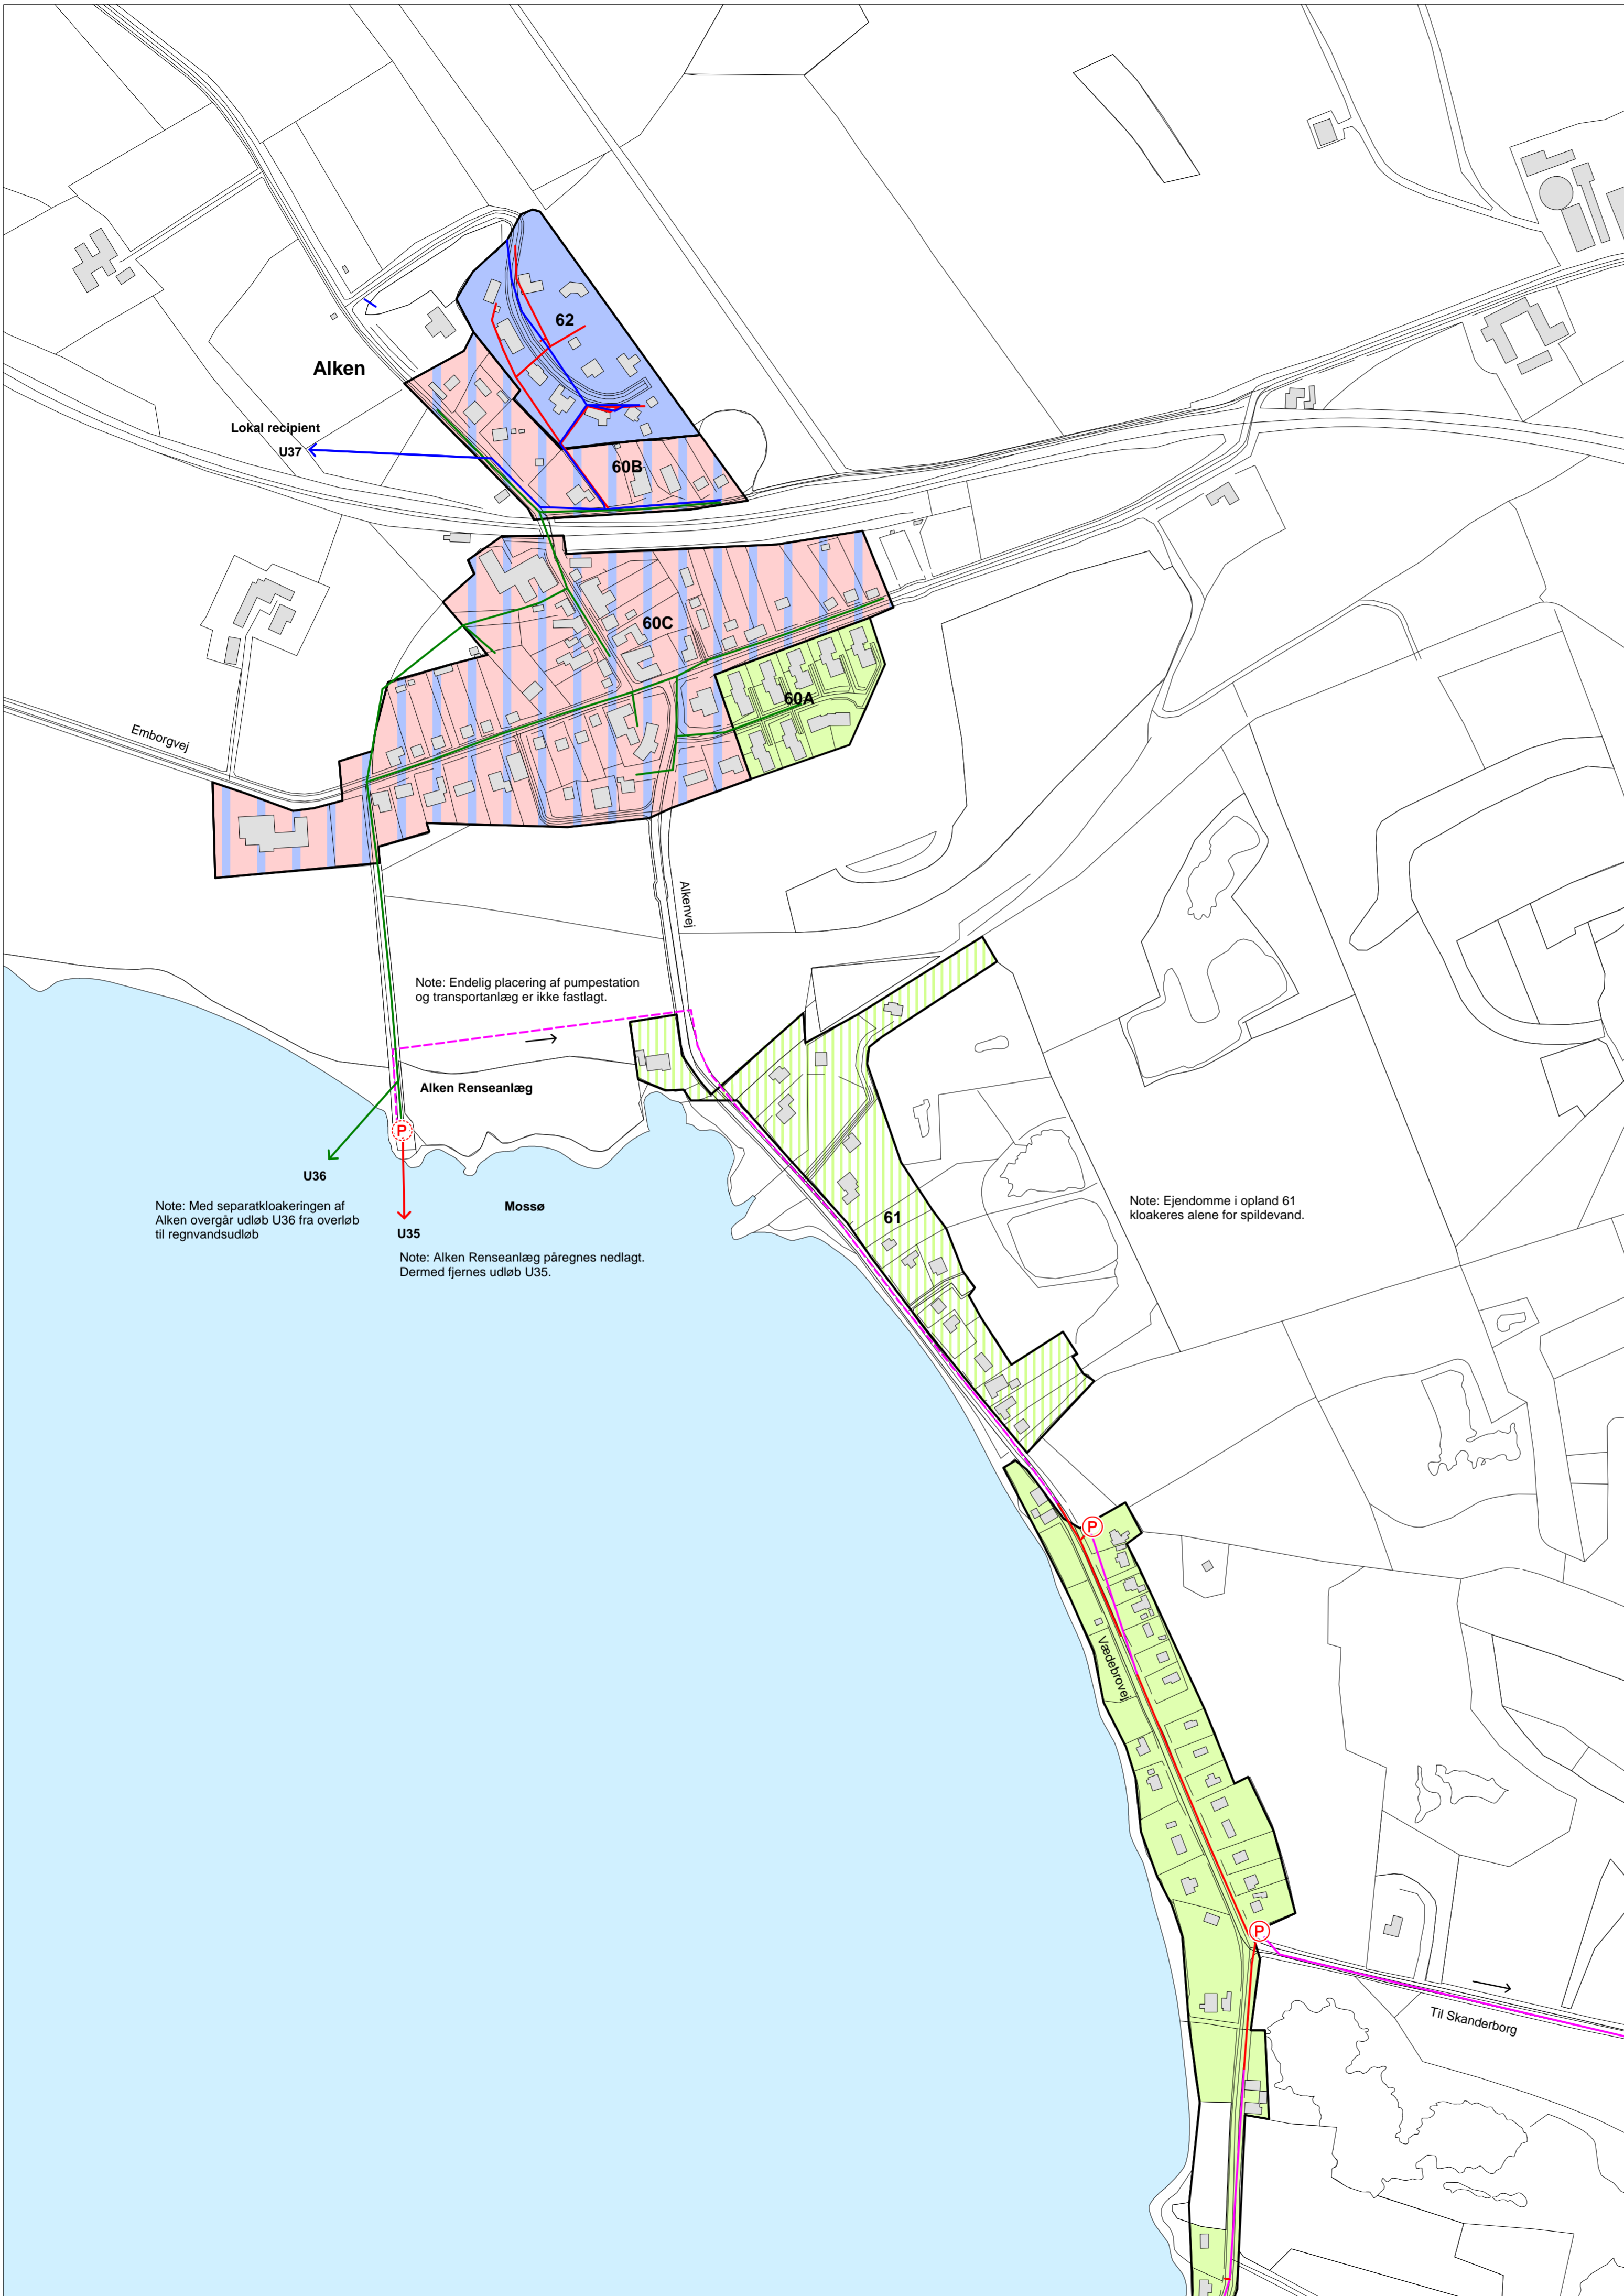 62
Alken
Lokal recipient
U37
60B
60C
60A
Emborgvej
Alkenvej
Note: Endelig placering af pumpestation
og transportanlæg er ikke fastlagt.
Alken Renseanlæg
P
U36
Note: Med separatkloakeringen af
Alken overgår udløb U36 fra overløb
til regnvandsudløb
Mossø
U35
Note: Alken Renseanlæg påregnes nedlagt.
Dermed fjernes udløb U35.
61
Note: Ejendomme i opland 61
kloakeres alene for spildevand.
P
Vædebrovej
P
Til Skanderborg